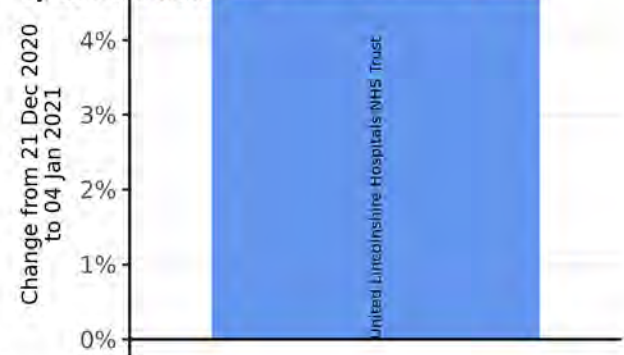 Change from 21 Dec 2020
to 04 Jan 2021
4%
3%
2%
1%
0%
United Lincolnshire Hospitals NHS Trust